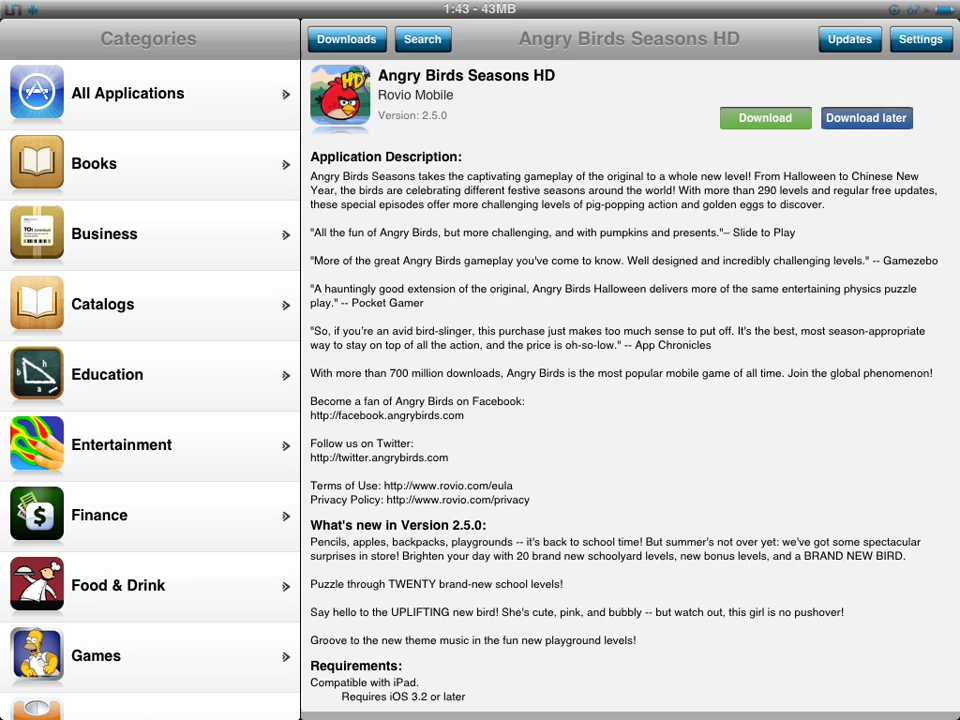 1:43 - 43MB
67%
Categories
Downloads
Search
Angry Birds Seasons HD
Updates
Settings
All Applications
Books
Business
Catalogs
Education
Entertainment
Finance
Food & Drink
Games
HD
Angry Birds Seasons HD
Rovio Mobile
Version: 2.5.0
Download
Download later
Application Description:
Angry Birds Seasons takes the captivating gameplay of the original to a whole new level! From Halloween to Chinese New
Year, the birds are celebrating different festive seasons around the world! With more than 290 levels and regular free updates,
these special episodes offer more challenging levels of pig-popping action and golden eggs to discover.
"All the fun of Angry Birds, but more challenging, and with pumpkins and presents."– Slide to Play
"More of the great Angry Birds gameplay you've come to know. Well designed and incredibly challenging levels." -- Gamezebo
"A hauntingly good extension of the original, Angry Birds Halloween delivers more of the same entertaining physics puzzle
play." -- Pocket Gamer
"So, if you're an avid bird-slinger, this purchase just makes too much sense to put off. It's the best, most season-appropriate
way to stay on top of all the action, and the price is oh-so-low." -- App Chronicles
With more than 700 million downloads, Angry Birds is the most popular mobile game of all time. Join the global phenomenon!
Become a fan of Angry Birds on Facebook:
http://facebook.angrybirds.com
Follow us on Twitter:
http://twitter.angrybirds.com
Terms of Use: http://www.rovio.com/eula
Privacy Policy: http://www.rovio.com/privacy
What's new in Version 2.5.0:
Pencils, apples, backpacks, playgrounds -- it's back to school time! But summer's not over yet: we've got some spectacular
surprises in store! Brighten your day with 20 brand new schoolyard levels, new bonus levels, and a BRAND NEW BIRD.
Puzzle through TWENTY brand-new school levels!
Say hello to the UPLIFTING new bird! She's cute, pink, and bubbly -- but watch out, this girl is no pushover!
Groove to the new theme music in the fun new playground levels!
Requirements:
Compatible with iPad.
Requires iOS 3.2 or later